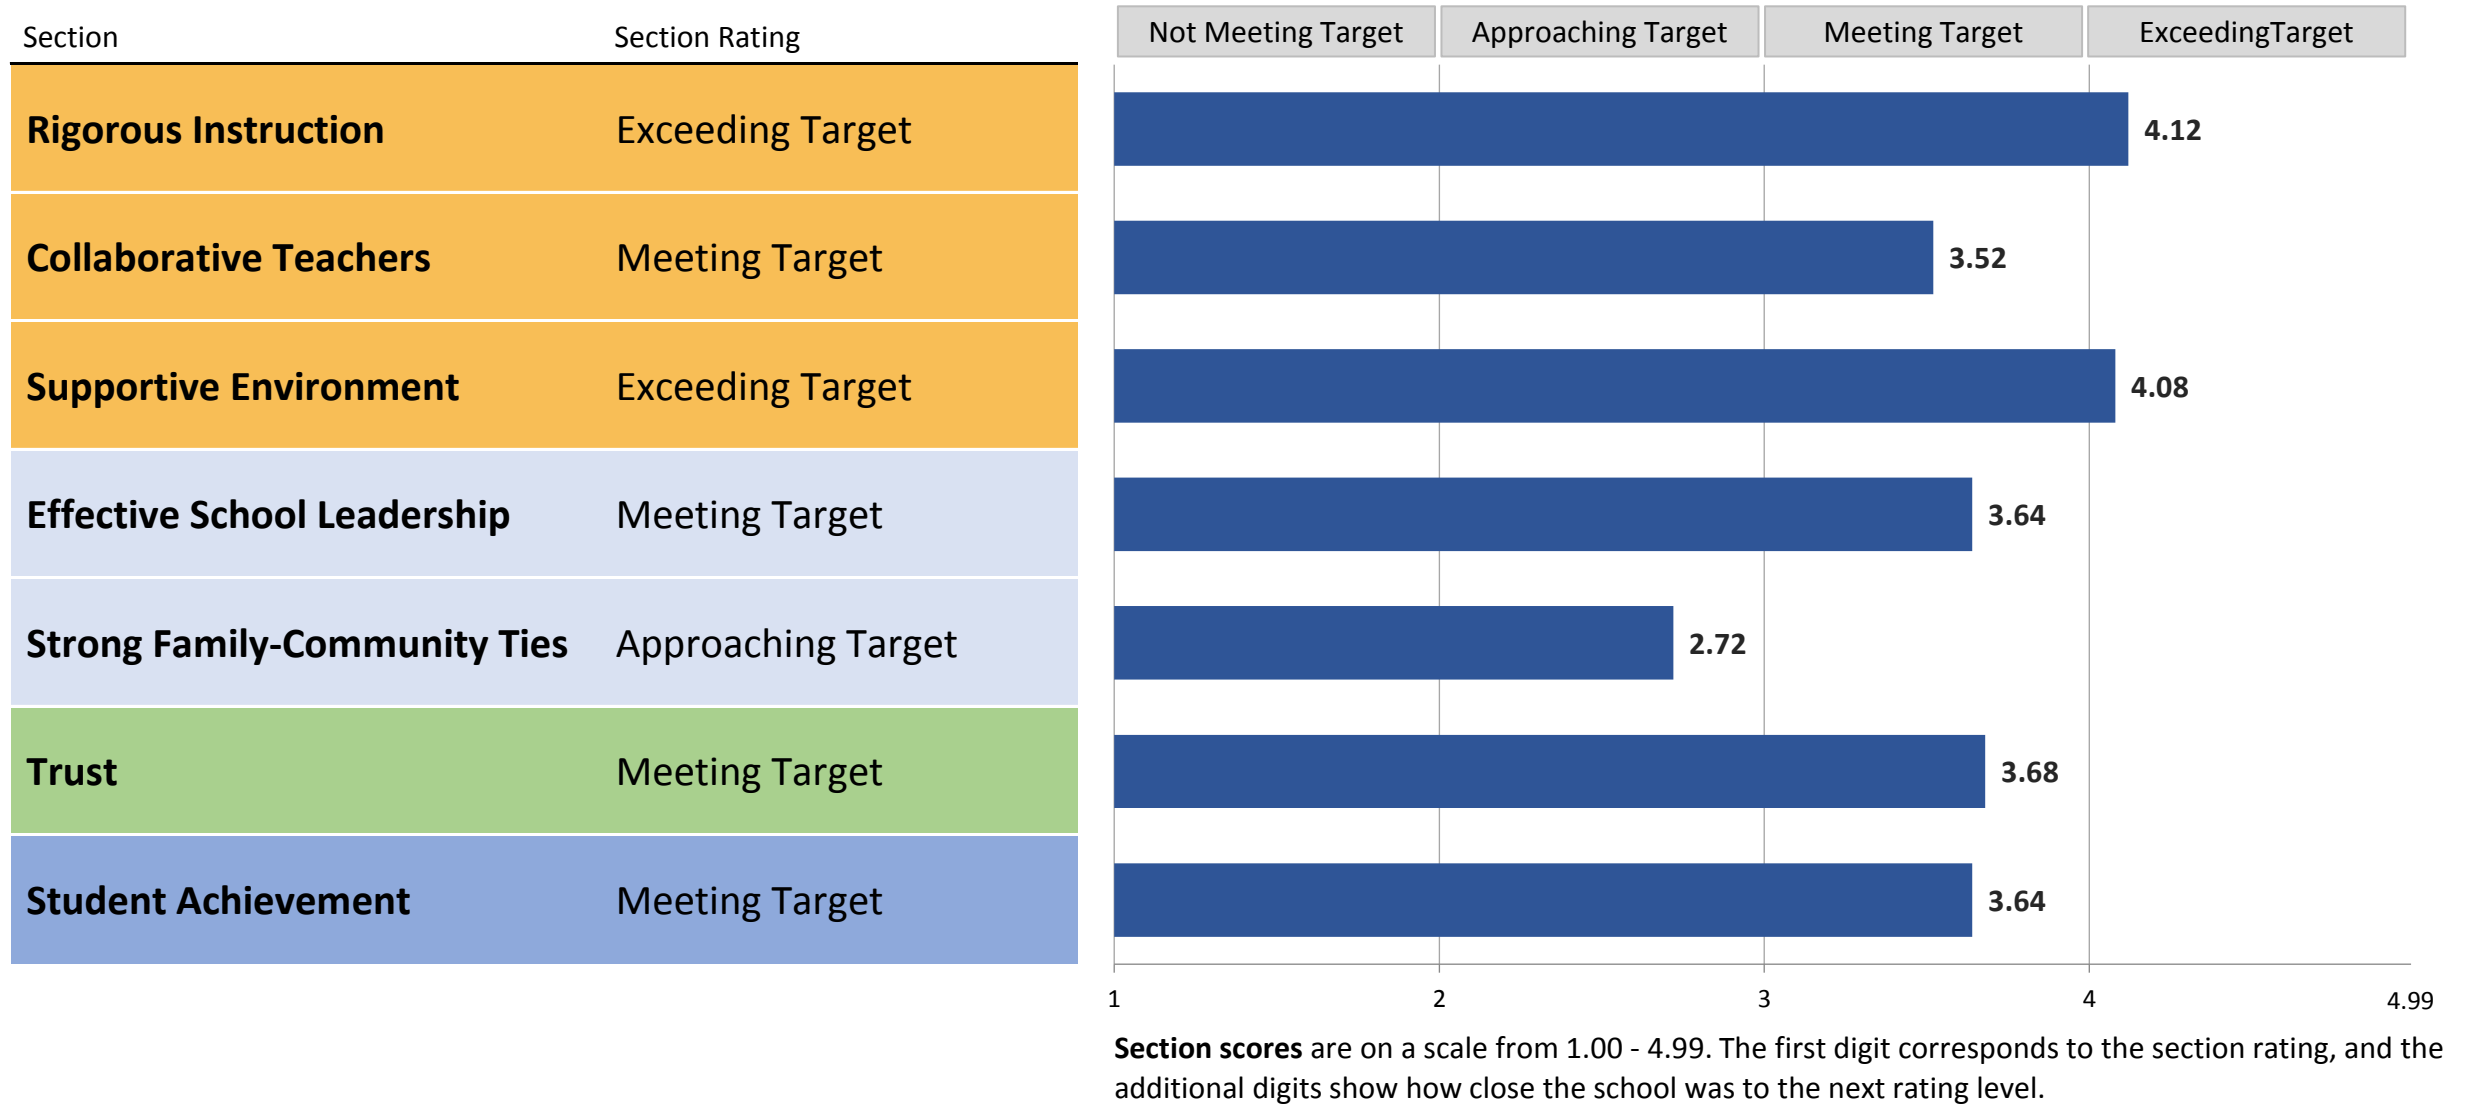 Section Section Rating Not Meeting Target Approaching Target Meeting Target ExceedingTarget
Rigorous Instruction Exceeding Target 4.12
Collaborative Teachers Meeting Target 3.52
Supportive Environment Exceeding Target 4.08
Effective School Leadership Meeting Target 3.64
Strong Family-Community Ties Approaching Target 2.72
Trust Meeting Target 3.68
Student Achievement Meeting Target 3.64
1 2 3 4 4.99
Section scores are on a scale from 1.00 - 4.99. The first digit corresponds to the section rating, and the
additional digits show how close the school was to the next rating level.